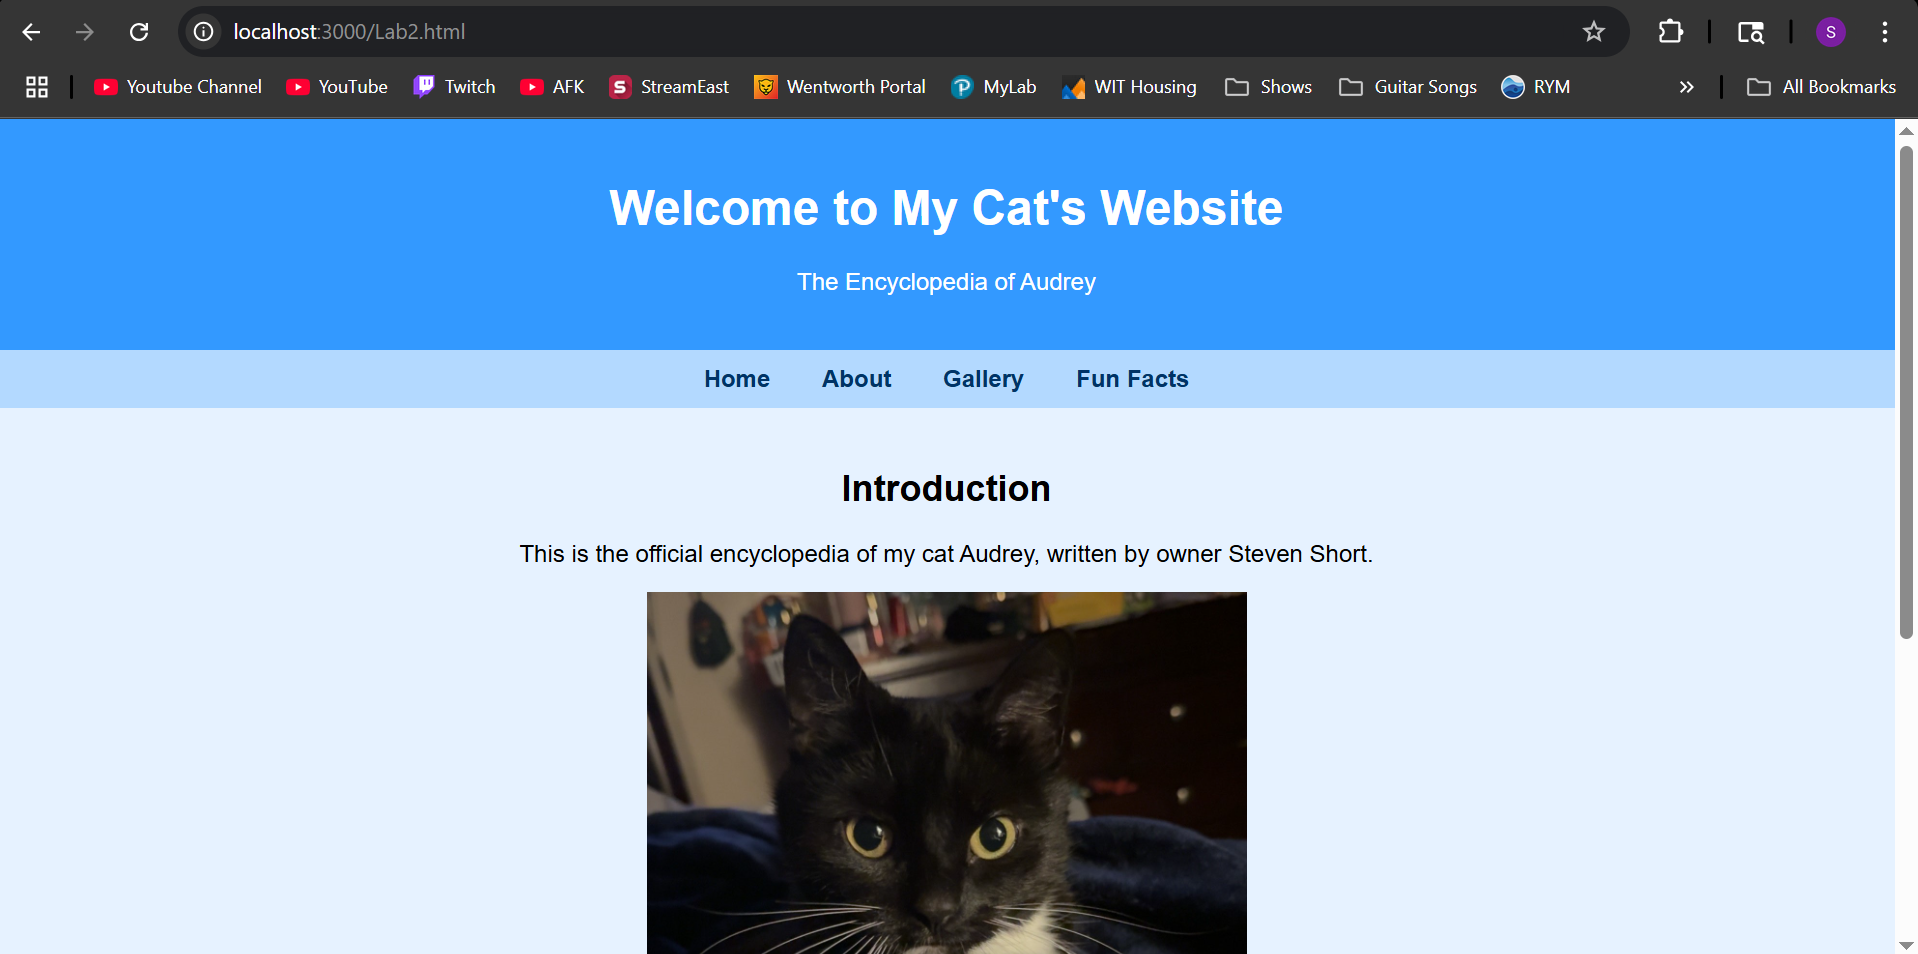 localhost:3000/Lab2.html
S
Youtube Channel YouTube Twitch AFK StreamEast Wentworth Portal MyLab WIT Housing Shows Guitar Songs RYM » All Bookmarks
Welcome to My Cat's Website
The Encyclopedia of Audrey
Home About Gallery Fun Facts
Introduction
This is the official encyclopedia of my cat Audrey, written by owner Steven Short.